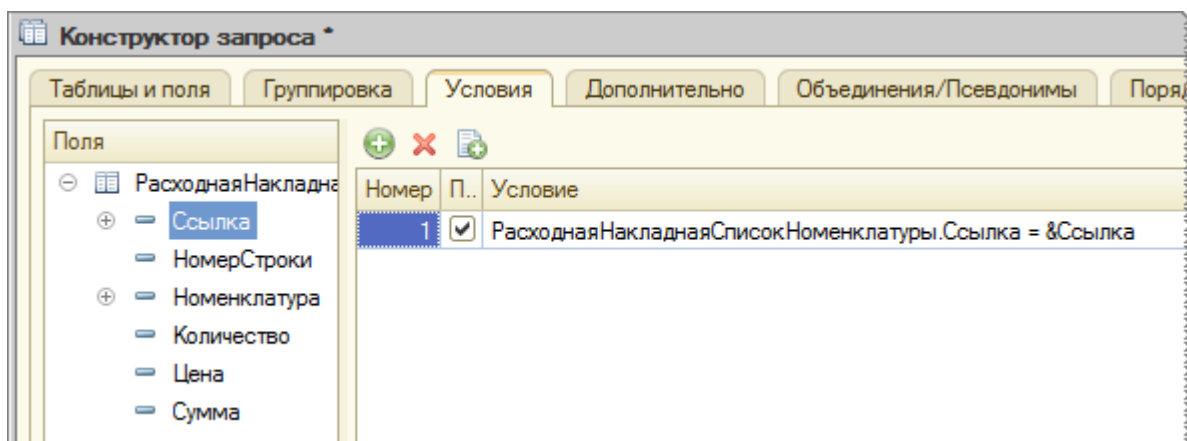 Конструктор запроса *
Таблицы и поля Группировка Условия Дополнительно Объединения/Псевдонимы Поряд
Поля
РасходнаяНакладна
Ссылка
НомерСтроки
Номенклатура
Количество
Цена
Сумма
Номер П.. Условие
1 РасходнаяНакладнаяСписокНоменклатуры.Ссылка = &Ссылка